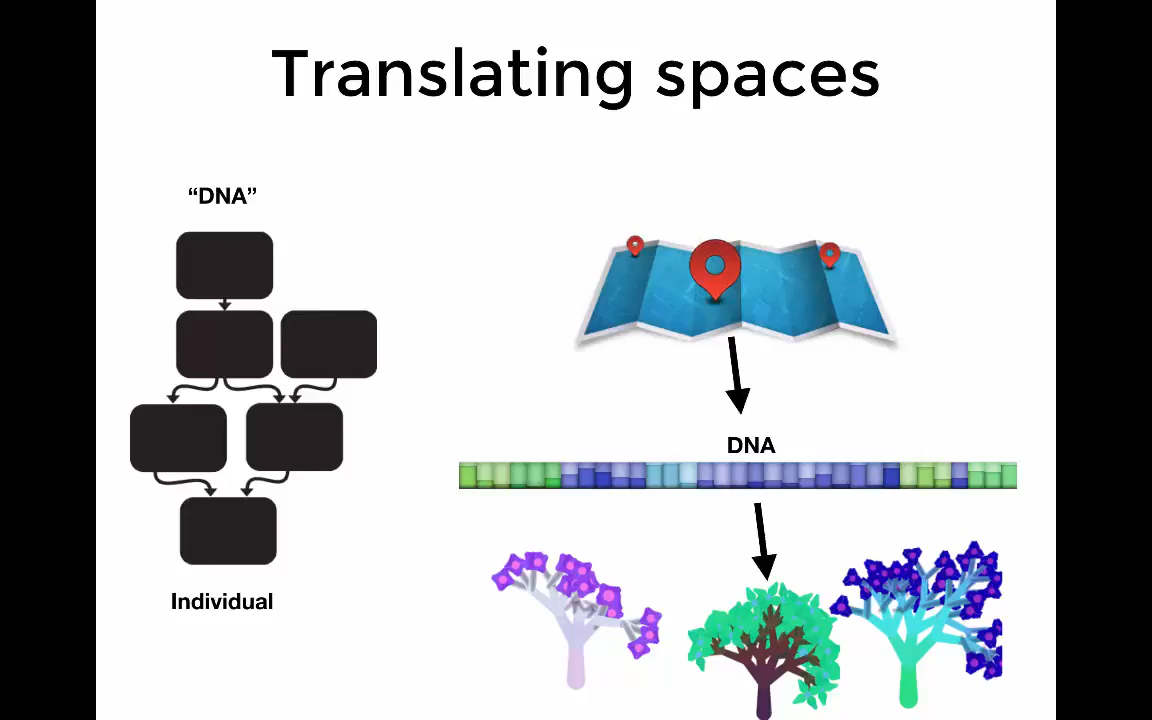 Translating spaces
“DNA”
DNA
Individual